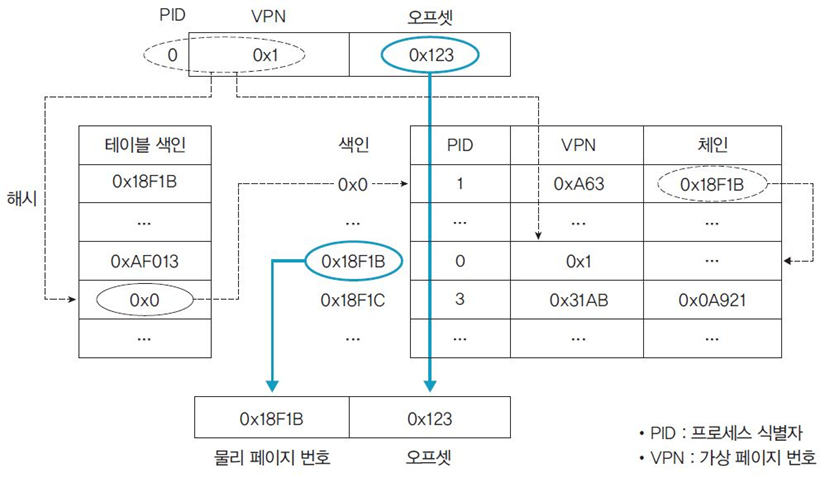 PID VPN 오프셋
0 0x1 0x123
테이블 색인 색인 PID VPN 체인
0x18F1B 0x0 1 0xA63 0x18F1B
해시
... ... ... ... ...
0xAF013 0x18F1B 0 0x1 ...
0x0 0x18F1C 3 0x31AB 0x0A921
... ... ... ... ...
0x18F1B 0x123
물리 페이지 번호 오프셋
• PID : 프로세스 식별자
• VPN : 가상 페이지 번호